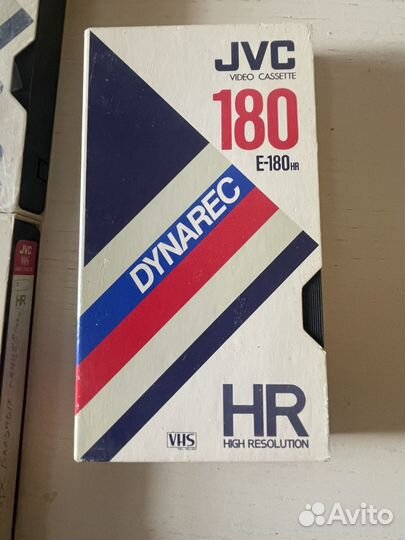 JVC
VIDEO CASSETTE
180
E-180HR
DYNAREC
HR
HIGH RESOLUTION
VHS
JVC
HR
Avito